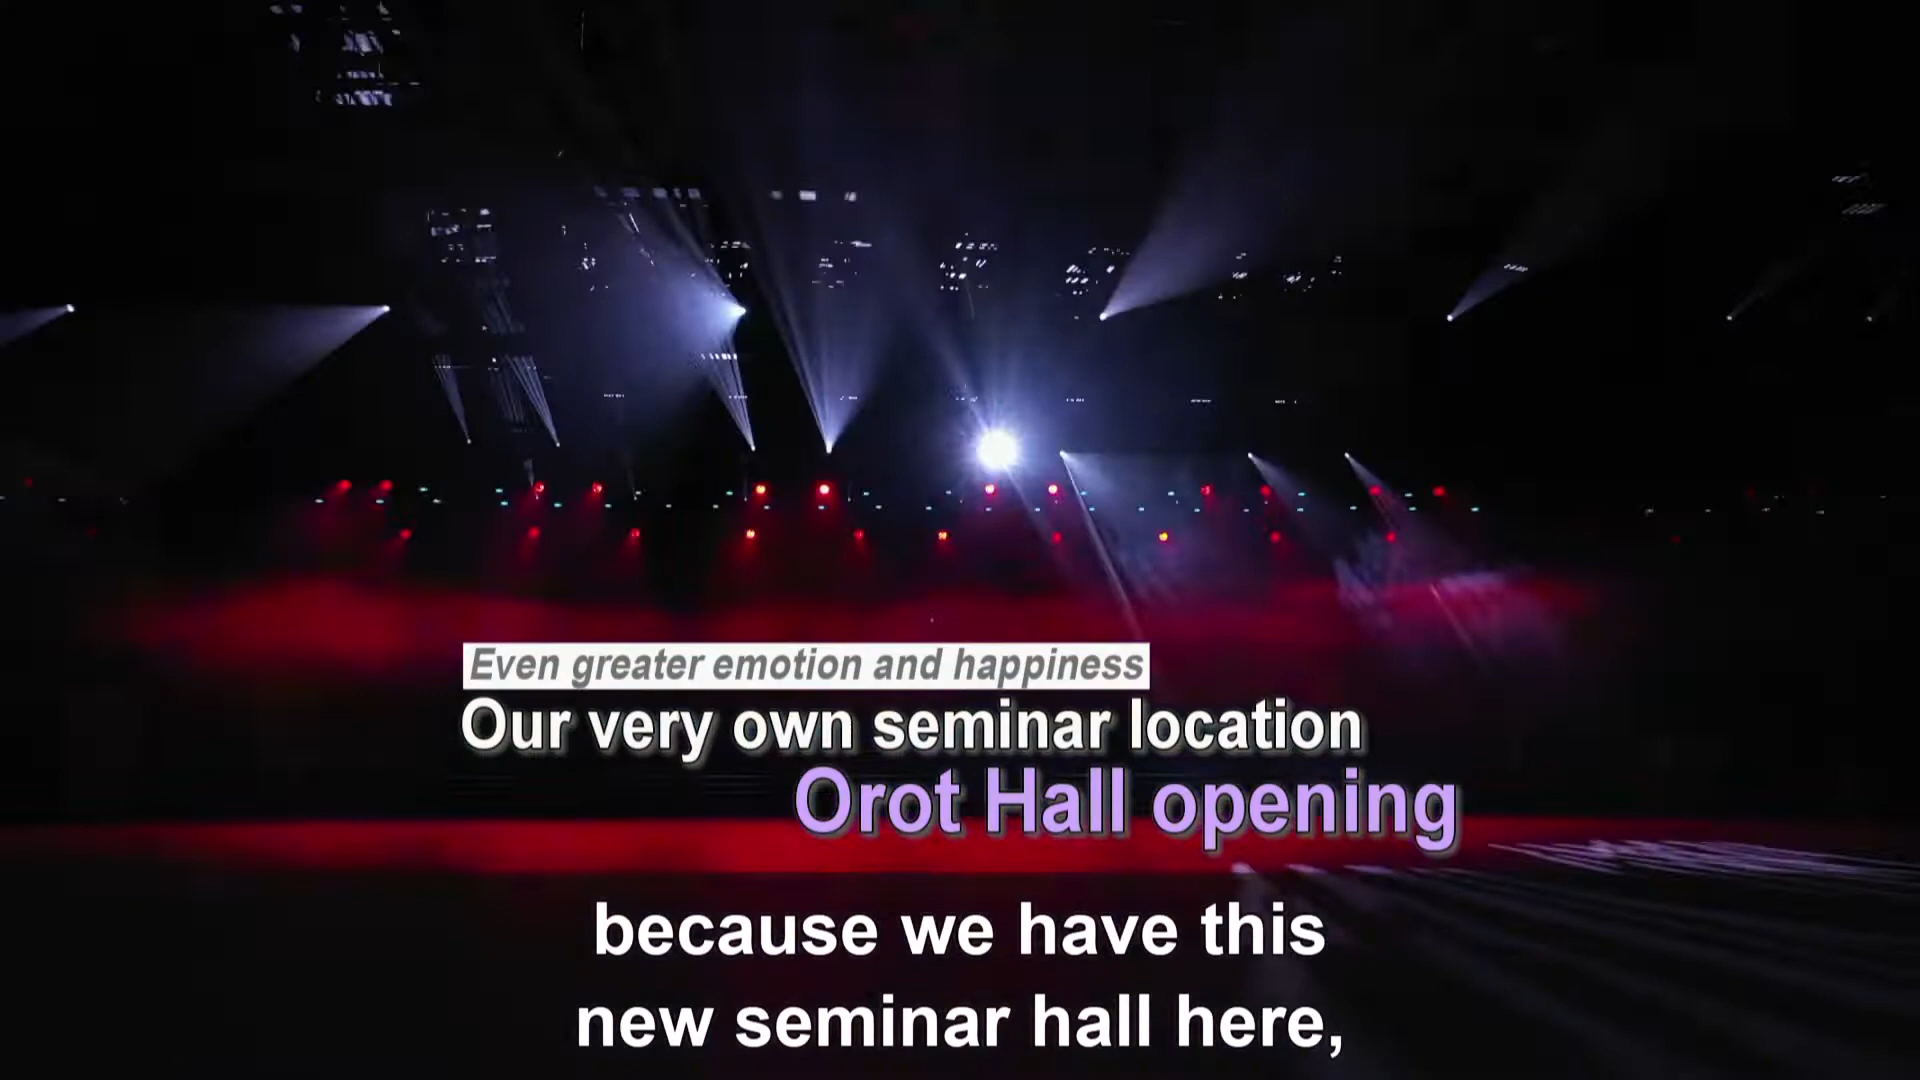 Even greater emotion and happiness
Our very own seminar location
Orot Hall opening
because we have this
new seminar hall here,